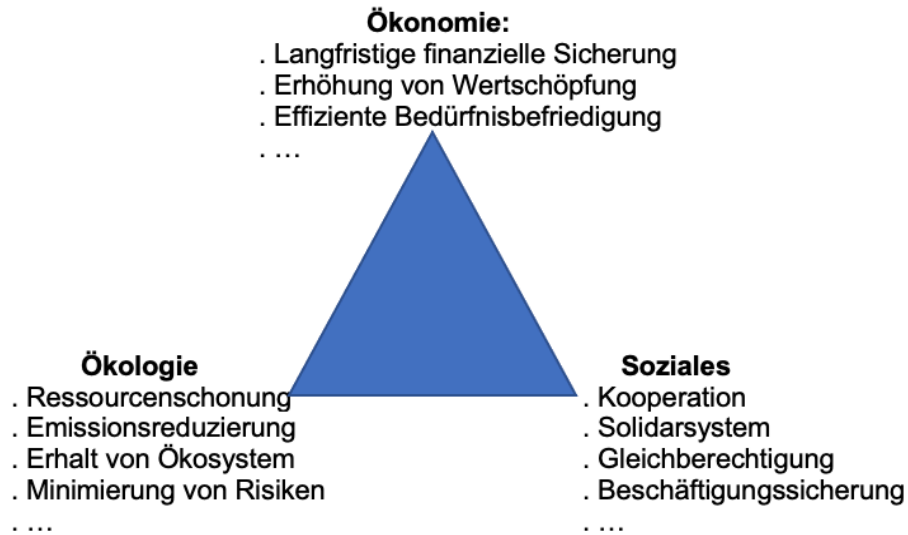 Ökonomie:
. Langfristige finanzielle Sicherung
. Erhöhung von Wertschöpfung
. Effiziente Bedürfnisbefriedigung
. …
Ökologie
. Ressourcenschonung
. Emissionsreduzierung
. Erhalt von Ökosystem
. Minimierung von Risiken
. …
Soziales
. Kooperation
. Solidarsystem
. Gleichberechtigung
. Beschäftigungssicherung
. …